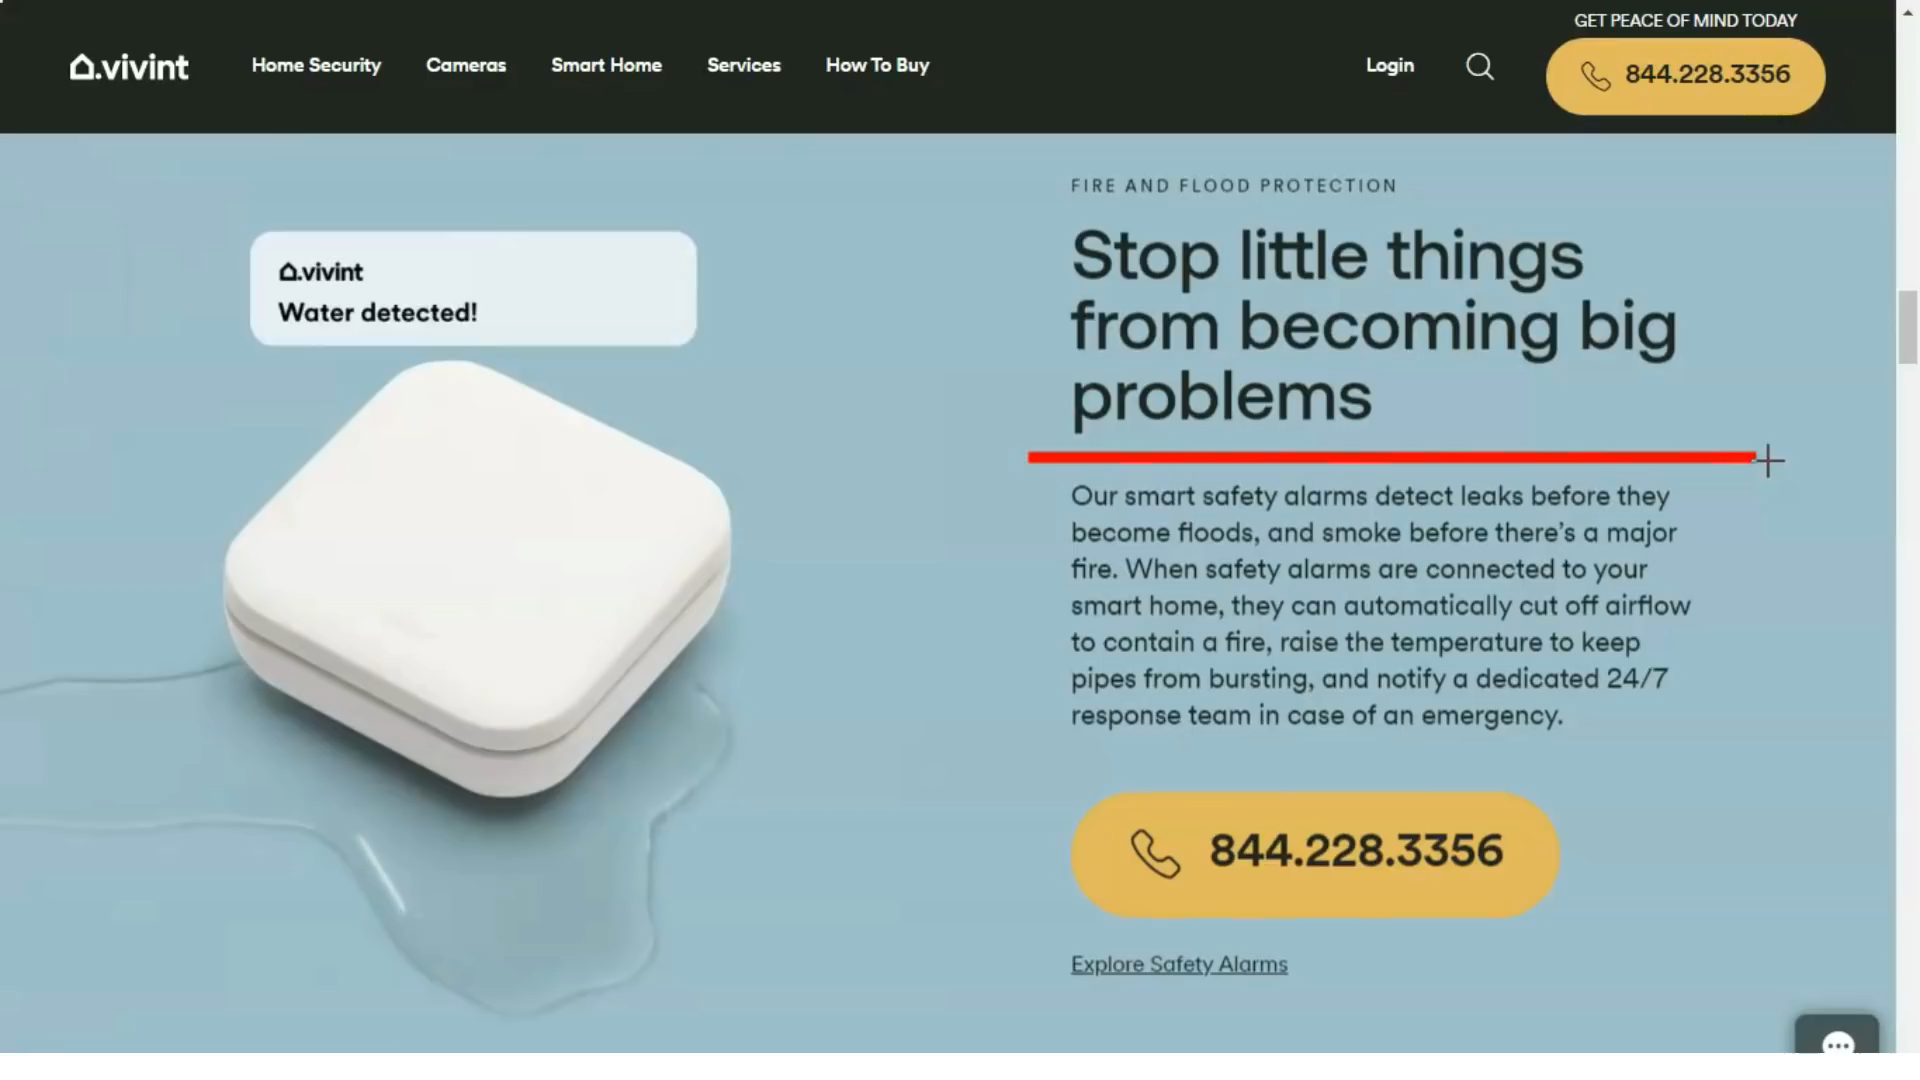 GET PEACE OF MIND TODAY
vivint
Home Security
Cameras
Smart Home
Services
How To Buy
Login
844.228.3356
vivint
Water detected!
FIRE AND FLOOD PROTECTION
Stop little things
from becoming big
problems
Our smart safety alarms detect leaks before they
become floods, and smoke before there's a major
fire. When safety alarms are connected to your
smart home, they can automatically cut off airflow
to contain a fire, raise the temperature to keep
pipes from bursting, and notify a dedicated 24/7
response team in case of an emergency.
844.228.3356
Explore Safety Alarms